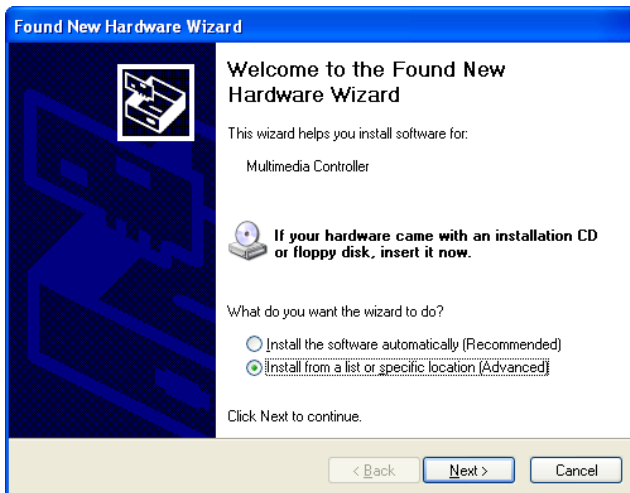 Found New Hardware Wizard
Welcome to the Found New
Hardware Wizard
This wizard helps you install software for:
Multimedia Controller
If your hardware came with an installation CD
or floppy disk, insert it now.
What do you want the wizard to do?
Install the software automatically (Recommended)
Install from a list or specific location (Advanced)
Click Next to continue.
< Back Next > Cancel